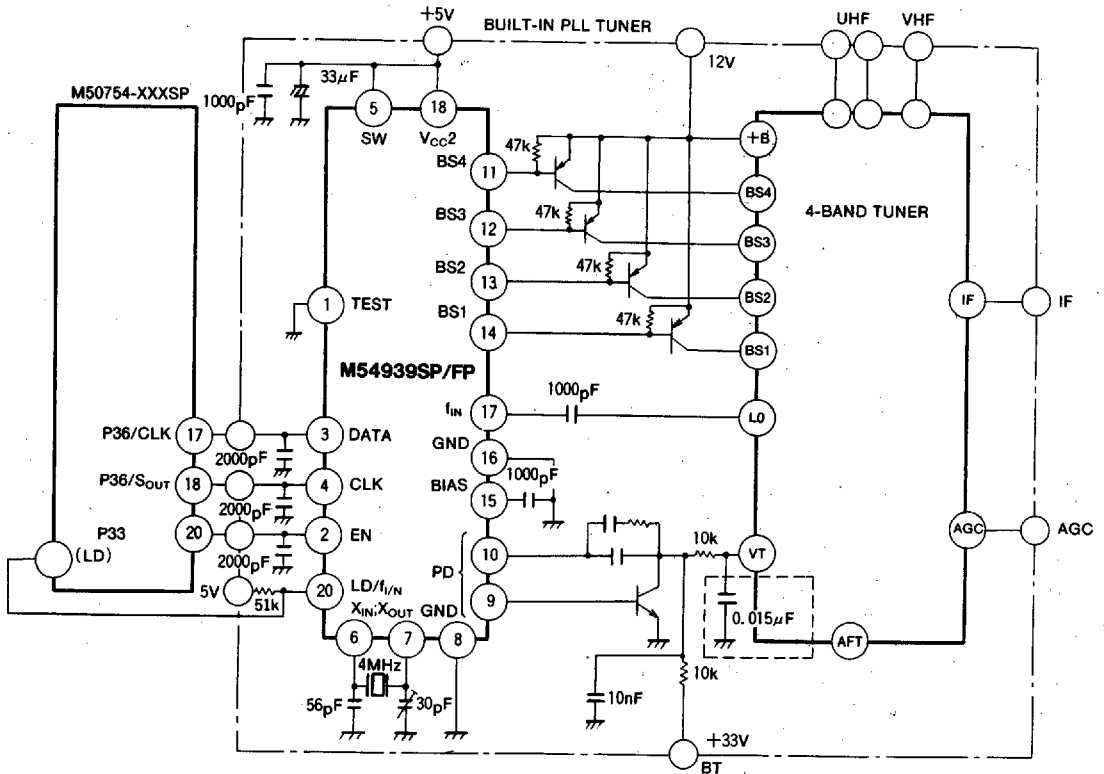 +5V
BUILT-IN PLL TUNER
UHF
VHF
12V
M50754-XXXSP
1000pF
33μF
5
18
SW
VCC2
47k
+B
BS4
11
BS4
4-BAND TUNER
47k
BS3
12
BS3
47k
BS2
13
BS2
IF
IF
1
TEST
BS1
14
47k
BS1
M54939SP/FP
1000pF
fIN
17
LO
P36/CLK
17
3
DATA
2000pF
GND
16
1000pF
P36/SOUT
18
4
CLK
2000pF
BIAS
15
P33
(LD)
20
2
EN
2000pF
PD
10
10k
VT
AGC
AGC
5V
51k
20
LD/fI/N
9
0.015μF
XIN;XOUT
GND
6
7
8
AFT
4MHz
56pF
30pF
10nF
10k
+33V
BT